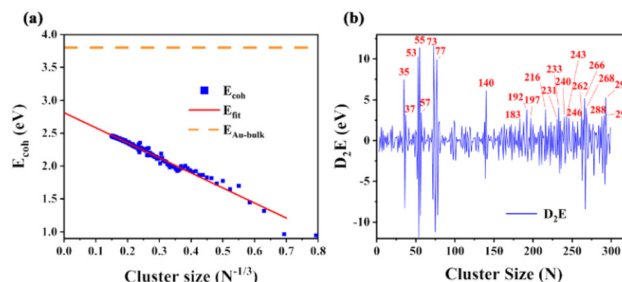 (a)
4.0
3.5
3.0
2.5
2.0
1.5
1.0
E_coh (eV)
E_coh
E_fit
E_Au-bulk
0.0 0.1 0.2 0.3 0.4 0.5 0.6 0.7 0.8
Cluster size (N^-1/3)
(b)
10
5
0
-5
-10
D₂E (eV)
55 73
53 77
35
37 57
140
243
233
216 240 266
192 231 262 268
197 246 288
183
D₂E
0 50 100 150 200 250 300
Cluster Size (N)